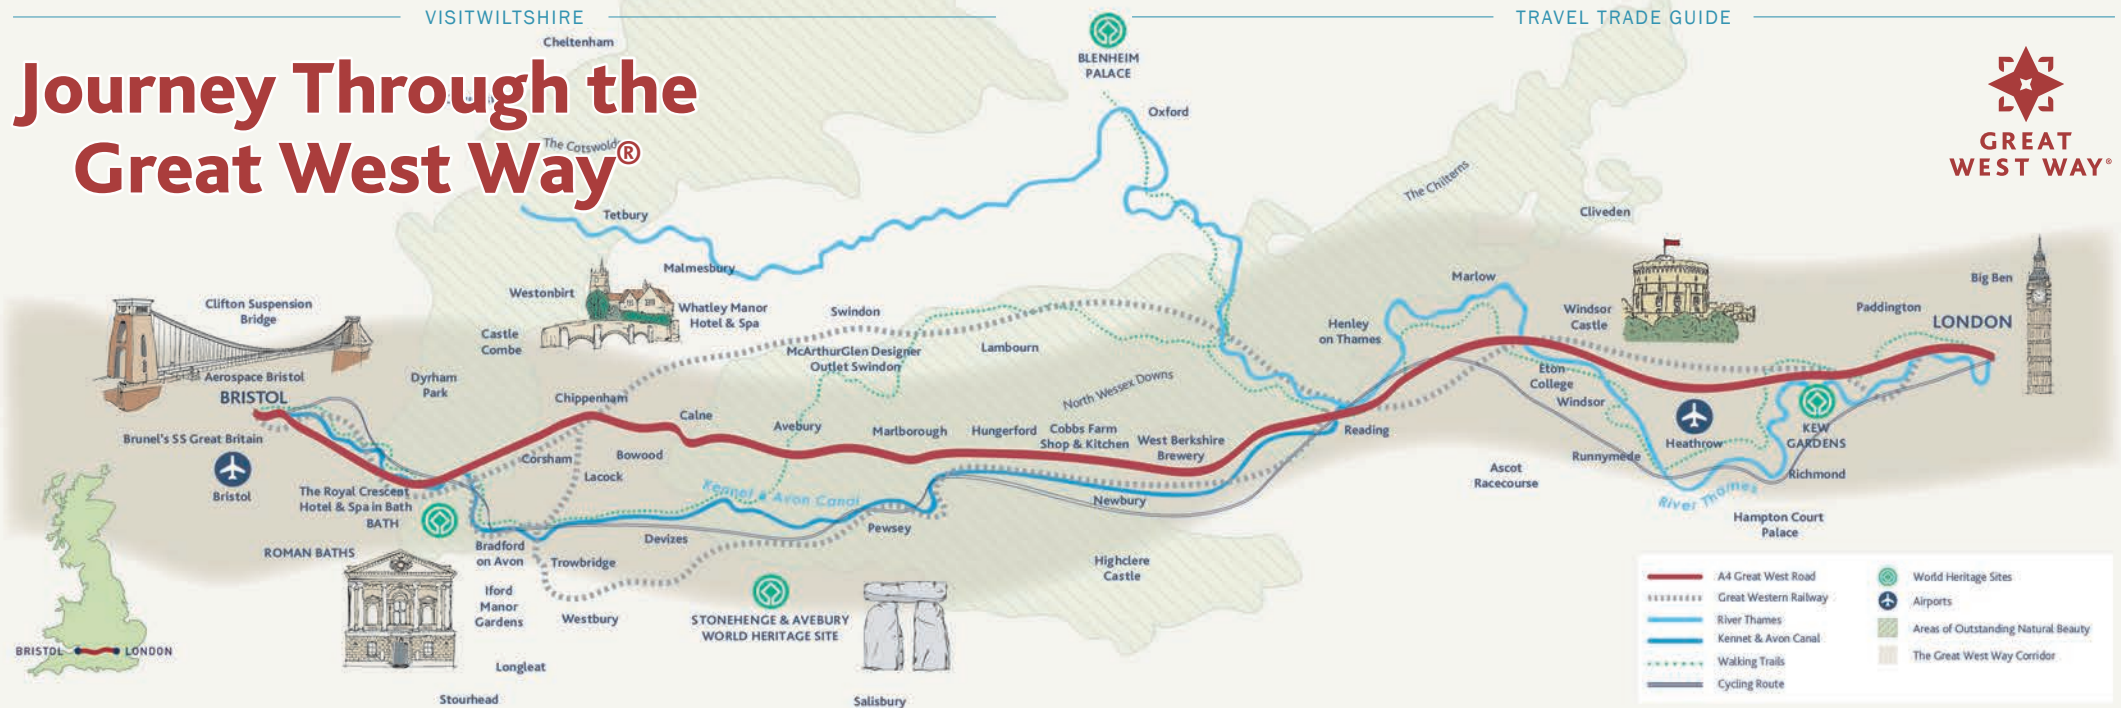 VISITWILTSHIRE
TRAVEL TRADE GUIDE
Journey Through the
Great West Way®
GREAT
WEST WAY®
Cheltenham
BLENHEIM
PALACE
Oxford
The Cotswolds
The Chilterns
Tetbury
Cliveden
Malmesbury
Marlow
Big Ben
Westonbirt
Clifton Suspension
Bridge
Whatley Manor
Hotel & Spa
Swindon
Windsor
Castle
Paddington
LONDON
Henley
on Thames
Castle
Combe
Lambourn
McArthurGlen Designer
Outlet Swindon
Aerospace Bristol
BRISTOL
Dyrham
Park
Eton
College
North Wessex Downs
Chippenham
Windsor
Calne
Avebury
Marlborough
Hungerford
Cobbs Farm
Shop & Kitchen
West Berkshire
Brewery
Reading
Heathrow
KEW
GARDENS
Brunel's SS Great Britain
Bristol
Corsham
Bowood
Lacock
Runnymede
Ascot
Racecourse
Richmond
The Royal Crescent
Hotel & Spa in Bath
BATH
Kennet & Avon Canal
Newbury
River Thames
Pewsey
Hampton Court
Palace
ROMAN BATHS
Bradford
on Avon
Devizes
Trowbridge
Highclere
Castle
Iford
Manor
Gardens
Westbury
STONEHENGE & AVEBURY
WORLD HERITAGE SITE
BRISTOL
LONDON
Longleat
Stourhead
Salisbury
A4 Great West Road
Great Western Railway
River Thames
Kennet & Avon Canal
Walking Trails
Cycling Route
World Heritage Sites
Airports
Areas of Outstanding Natural Beauty
The Great West Way Corridor